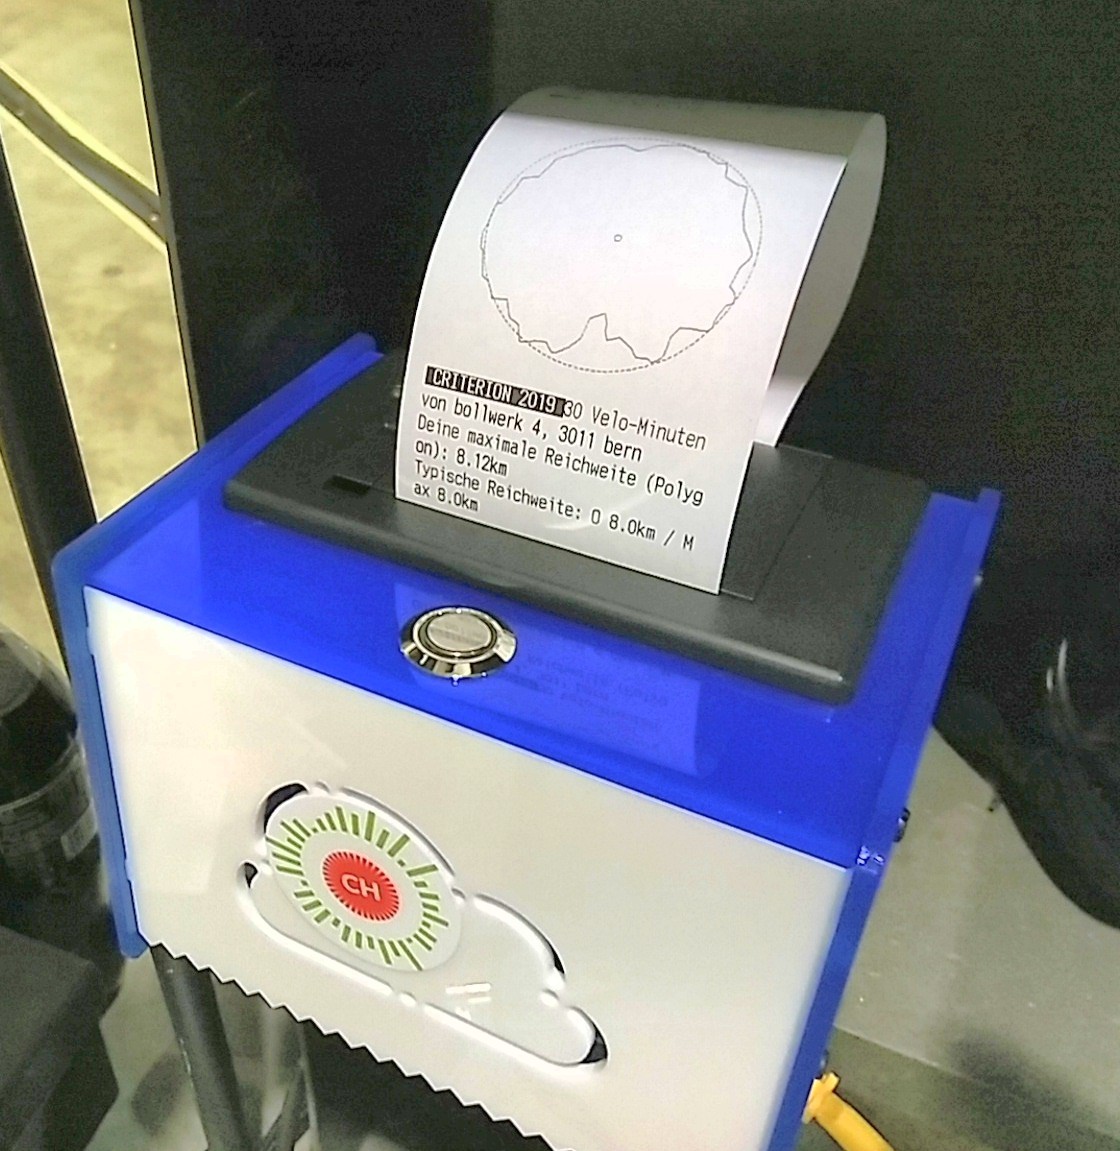 CRITERION 2019 30 Velo-Minuten
von bollwerk 4, 3011 bern
Deine maximale Reichweite (Polyg
on): 8.12km
Typische Reichweite: O 8.0km / M
ax 8.0km
CH